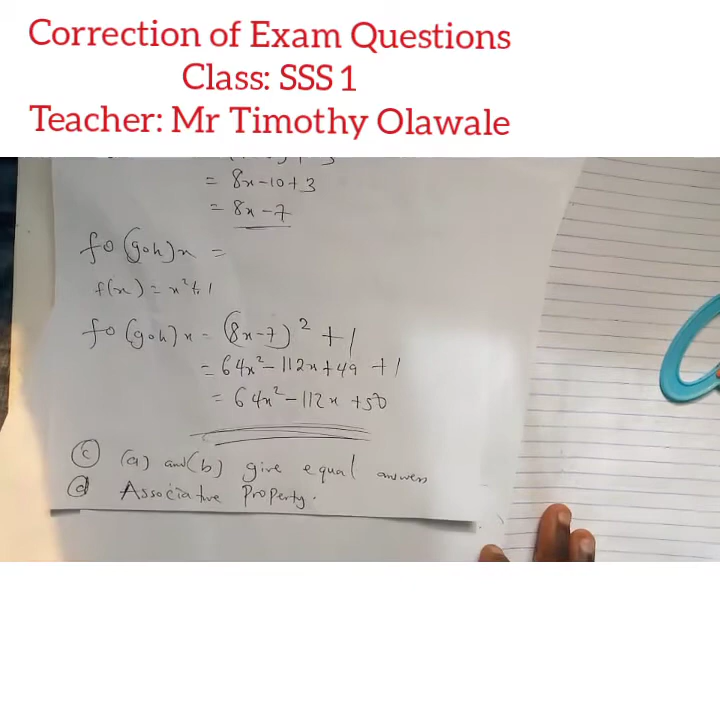 Correction of Exam Questions
Class: SSS 1
Teacher: Mr Timothy Olawale
= 8x-10+3
= 8x-7
fo(goh)x =
f(x) = x²+1
fo(goh)x = (8x-7)² + 1
= 64x² - 112x + 49 + 1
= 64x² - 112x + 50
(c) (a) and (b) give equal answers
(d) Associative Property.